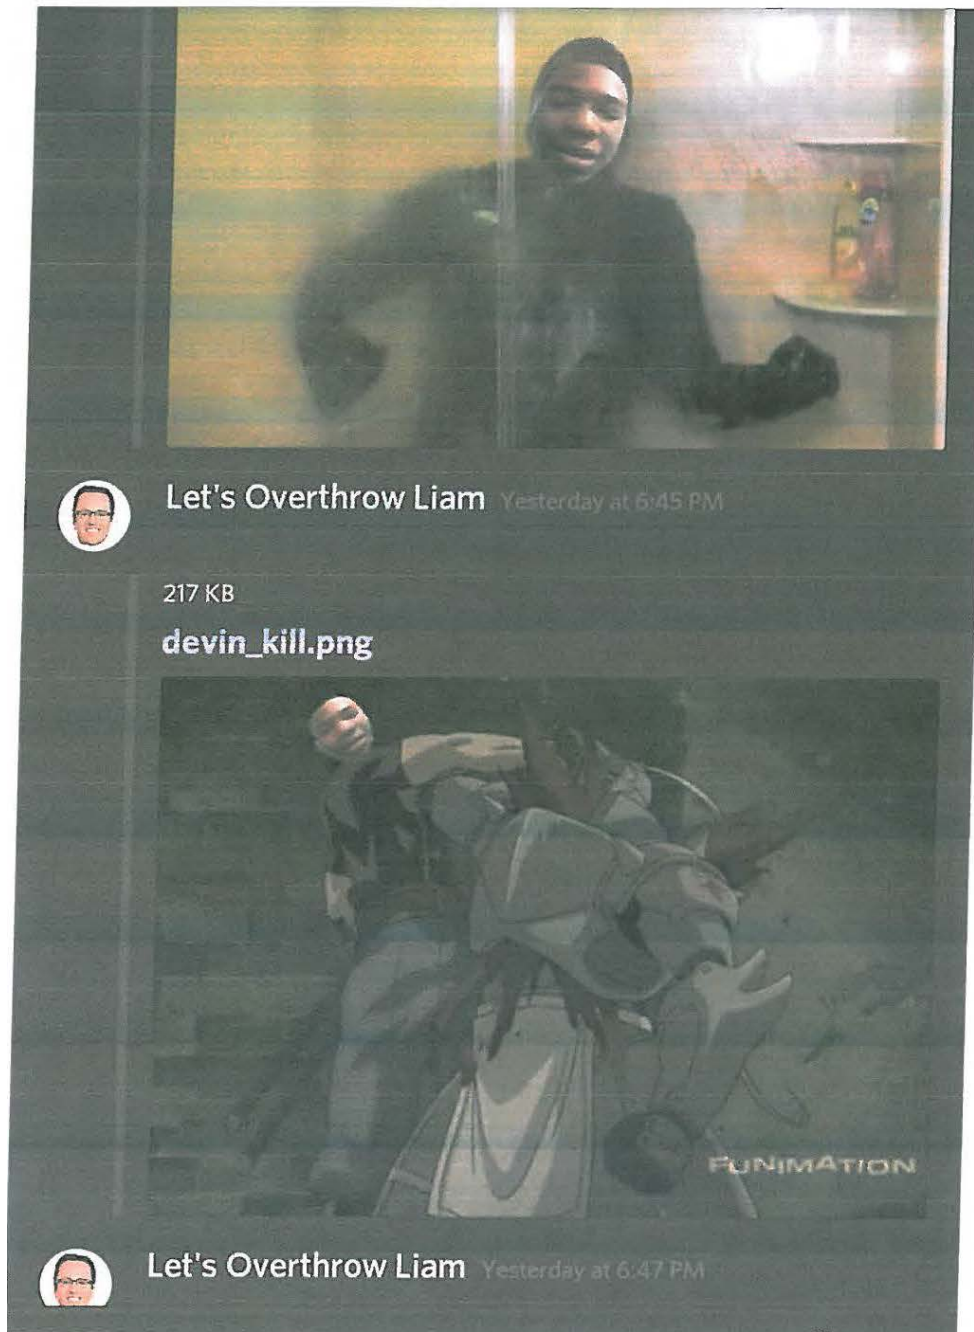 Let's Overthrow Liam Yesterday at 6:45 PM
217 KB
devin_kill.png
FUNIMATION
Let's Overthrow Liam Yesterday at 6:47 PM